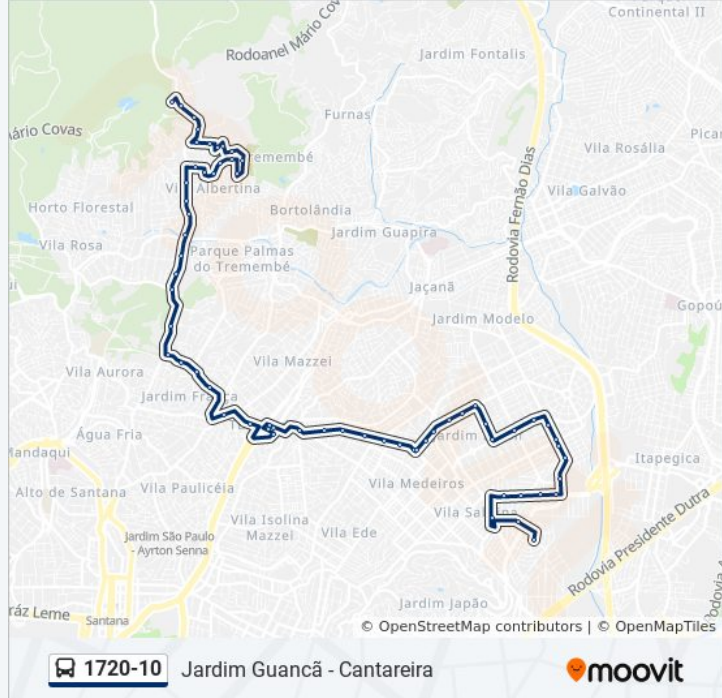 Continental II
Rodoanel Mário Covas
Jardim Fontalis
Furnas
Mário Covas
Tremembé
Vila Rosália
Vila Albertina
Vila Galvão
Horto Florestal
Bortolândia
Vila Rosa
Jardim Guapira
Rodovia Fernão Dias
Parque Palmas
do Tremembé
Jaçanã
Gopoú
Jardim Modelo
Vila Mazzei
Vila Aurora
Jardim França
Água Fria
Jardim
Mandaqui
Itapegica
Alto de Santana
Vila Paulicéia
Vila Medeiros
Vila Isolina
Mazzei
Vila Ede
Vila Sabrina
Jardim São Paulo
- Ayrton Senna
Rodovia Presidente Dutra
Jardim Japão
ráz Leme
Santana
© OpenStreetMap contributors | © OpenMapTiles
1720-10 Jardim Guancã - Cantareira
moovit